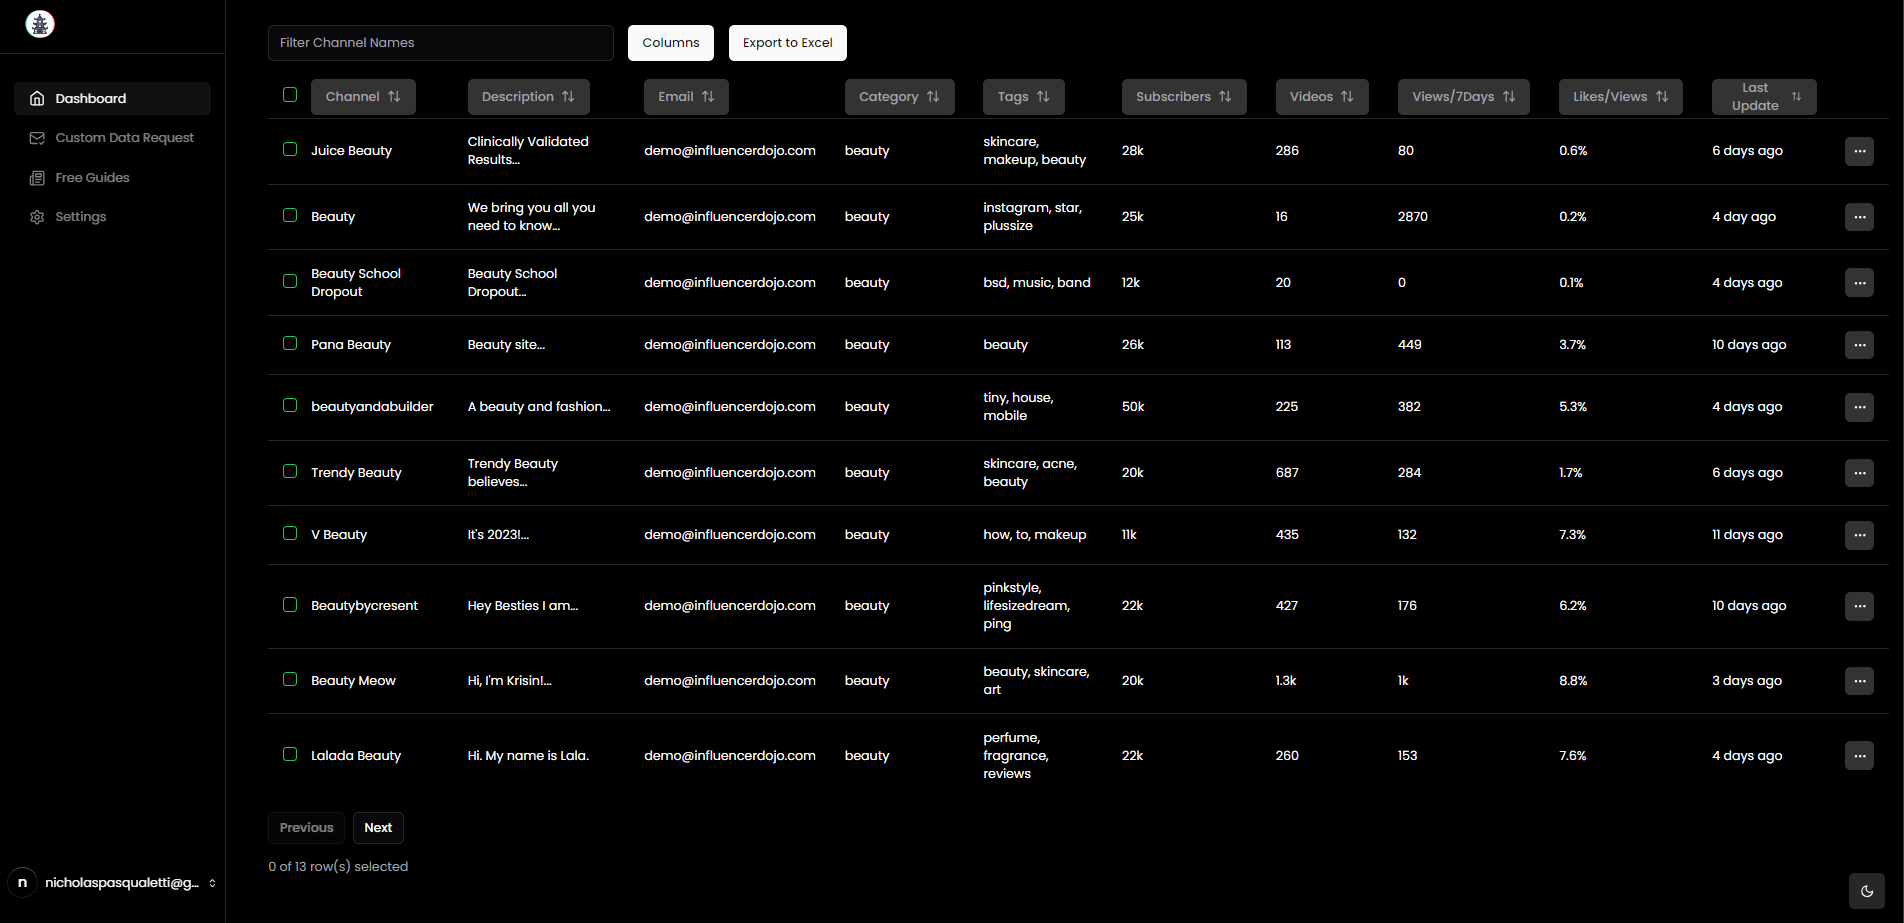 Filter Channel Names
Columns
Export to Excel
Dashboard
Custom Data Request
Free Guides
Settings
Channel Description Email Category Tags Subscribers Videos Views/7Days Likes/Views Last Update
Juice Beauty Clinically Validated Results... demo@influencerdojo.com beauty skincare, makeup, beauty 28k 286 80 0.6% 6 days ago
Beauty We bring you all you need to know... demo@influencerdojo.com beauty instagram, star, plussize 25k 16 2870 0.2% 4 day ago
Beauty School Dropout Beauty School Dropout... demo@influencerdojo.com beauty bsd, music, band 12k 20 0 0.1% 4 days ago
Pana Beauty Beauty site... demo@influencerdojo.com beauty beauty 26k 113 449 3.7% 10 days ago
beautyandabuilder A beauty and fashion... demo@influencerdojo.com beauty tiny, house, mobile 50k 225 382 5.3% 4 days ago
Trendy Beauty Trendy Beauty believes... demo@influencerdojo.com beauty skincare, acne, beauty 20k 687 284 1.7% 6 days ago
V Beauty It's 2023!... demo@influencerdojo.com beauty how, to, makeup 11k 435 132 7.3% 11 days ago
Beautybycresent Hey Besties I am... demo@influencerdojo.com beauty pinkstyle, lifesizedream, ping 22k 427 176 6.2% 10 days ago
Beauty Meow Hi, I'm Krisin!... demo@influencerdojo.com beauty beauty, skincare, art 20k 1.3k 1k 8.8% 3 days ago
Lalada Beauty Hi. My name is Lala. demo@influencerdojo.com beauty perfume, fragrance, reviews 22k 260 153 7.6% 4 days ago
Previous
Next
0 of 13 row(s) selected
n
nicholaspasqualetti@g...